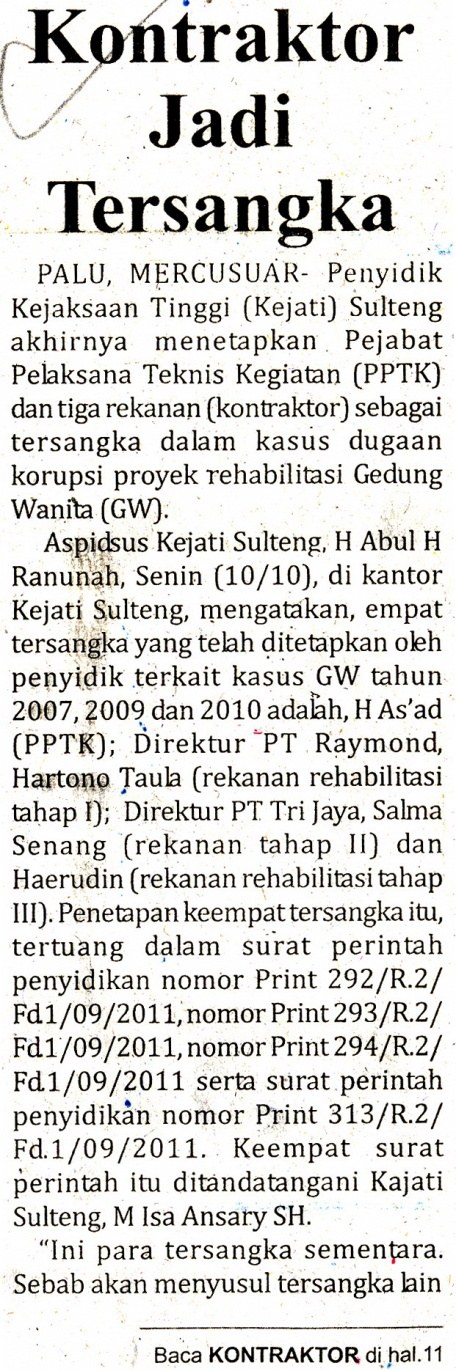 Kontraktor
Jadi
Tersangka
PALU, MERCUSUAR- Penyidik
Kejaksaan Tinggi (Kejati) Sulteng
akhirnya menetapkan Pejabat
Pelaksana Teknis Kegiatan (PPTK)
dan tiga rekanan (kontraktor) sebagai
tersangka dalam kasus dugaan
korupsi proyek rehabilitasi Gedung
Wanita (GW).
Aspidsus Kejati Sulteng, H Abul H
Ranunah, Senin (10/10), di kantor
Kejati Sulteng, mengatakan, empat
tersangka yang telah ditetapkan oleh
penyidik terkait kasus GW tahun
2007, 2009 dan 2010 adalah, H As'ad
(PPTK); Direktur PT Raymond,
Hartono Taula (rekanan rehabilitasi
tahap I); Direktur PT Tri Jaya, Salma
Senang (rekanan tahap II) dan
Haerudin (rekanan rehabilitasi tahap
III). Penetapan keempat tersangka itu,
tertuang dalam surat perintah
penyidikan nomor Print 292/R.2/
Fd.1/09/2011, nomor Print 293/R.2/
Fd.1/09/2011, nomor Print 294/R.2/
Fd.1/09/2011 serta surat perintah
penyidikan nomor Print 313/R.2/
Fd.1/09/2011. Keempat surat
perintah itu ditandatangani Kajati
Sulteng, M Isa Ansary SH.
"Ini para tersangka sementara.
Sebab akan menyusul tersangka lain
Baca KONTRAKTOR di hal.11